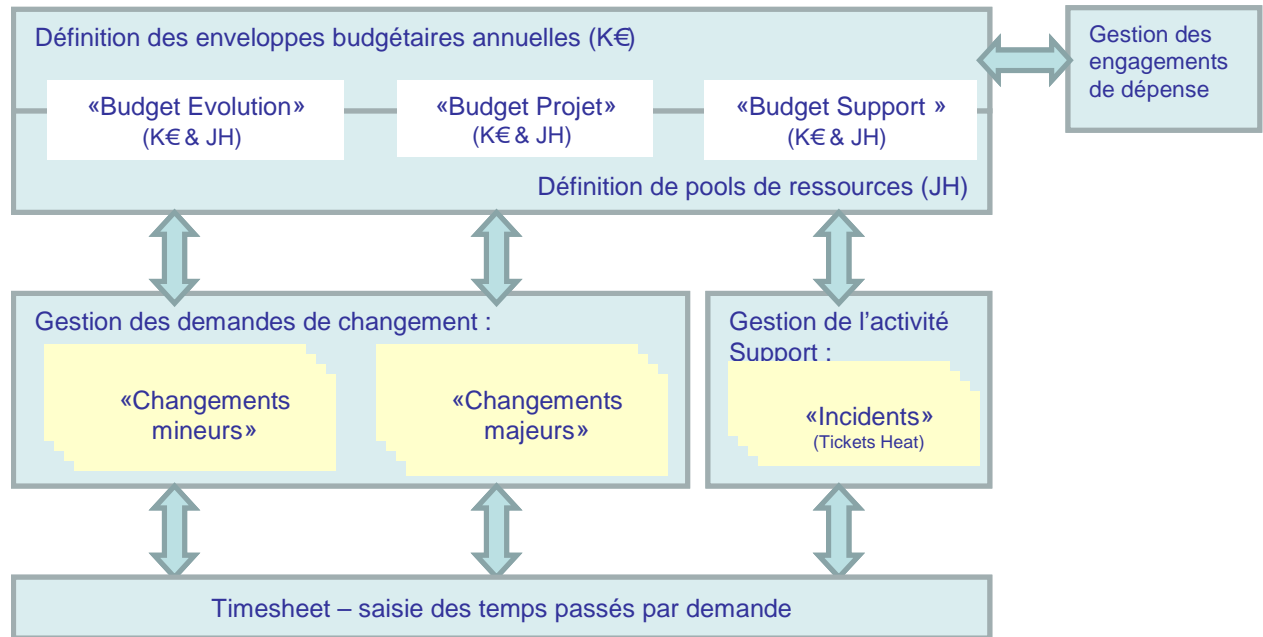 Définition des enveloppes budgétaires annuelles (K€)
Gestion des
engagements
de dépense
«Budget Evolution»
(K€ & JH)
«Budget Projet»
(K€ & JH)
«Budget Support »
(K€ & JH)
Définition de pools de ressources (JH)
Gestion des demandes de changement :
«Changements
mineurs»
«Changements
majeurs»
Gestion de l’activité
Support :
«Incidents»
(Tickets Heat)
Timesheet – saisie des temps passés par demande